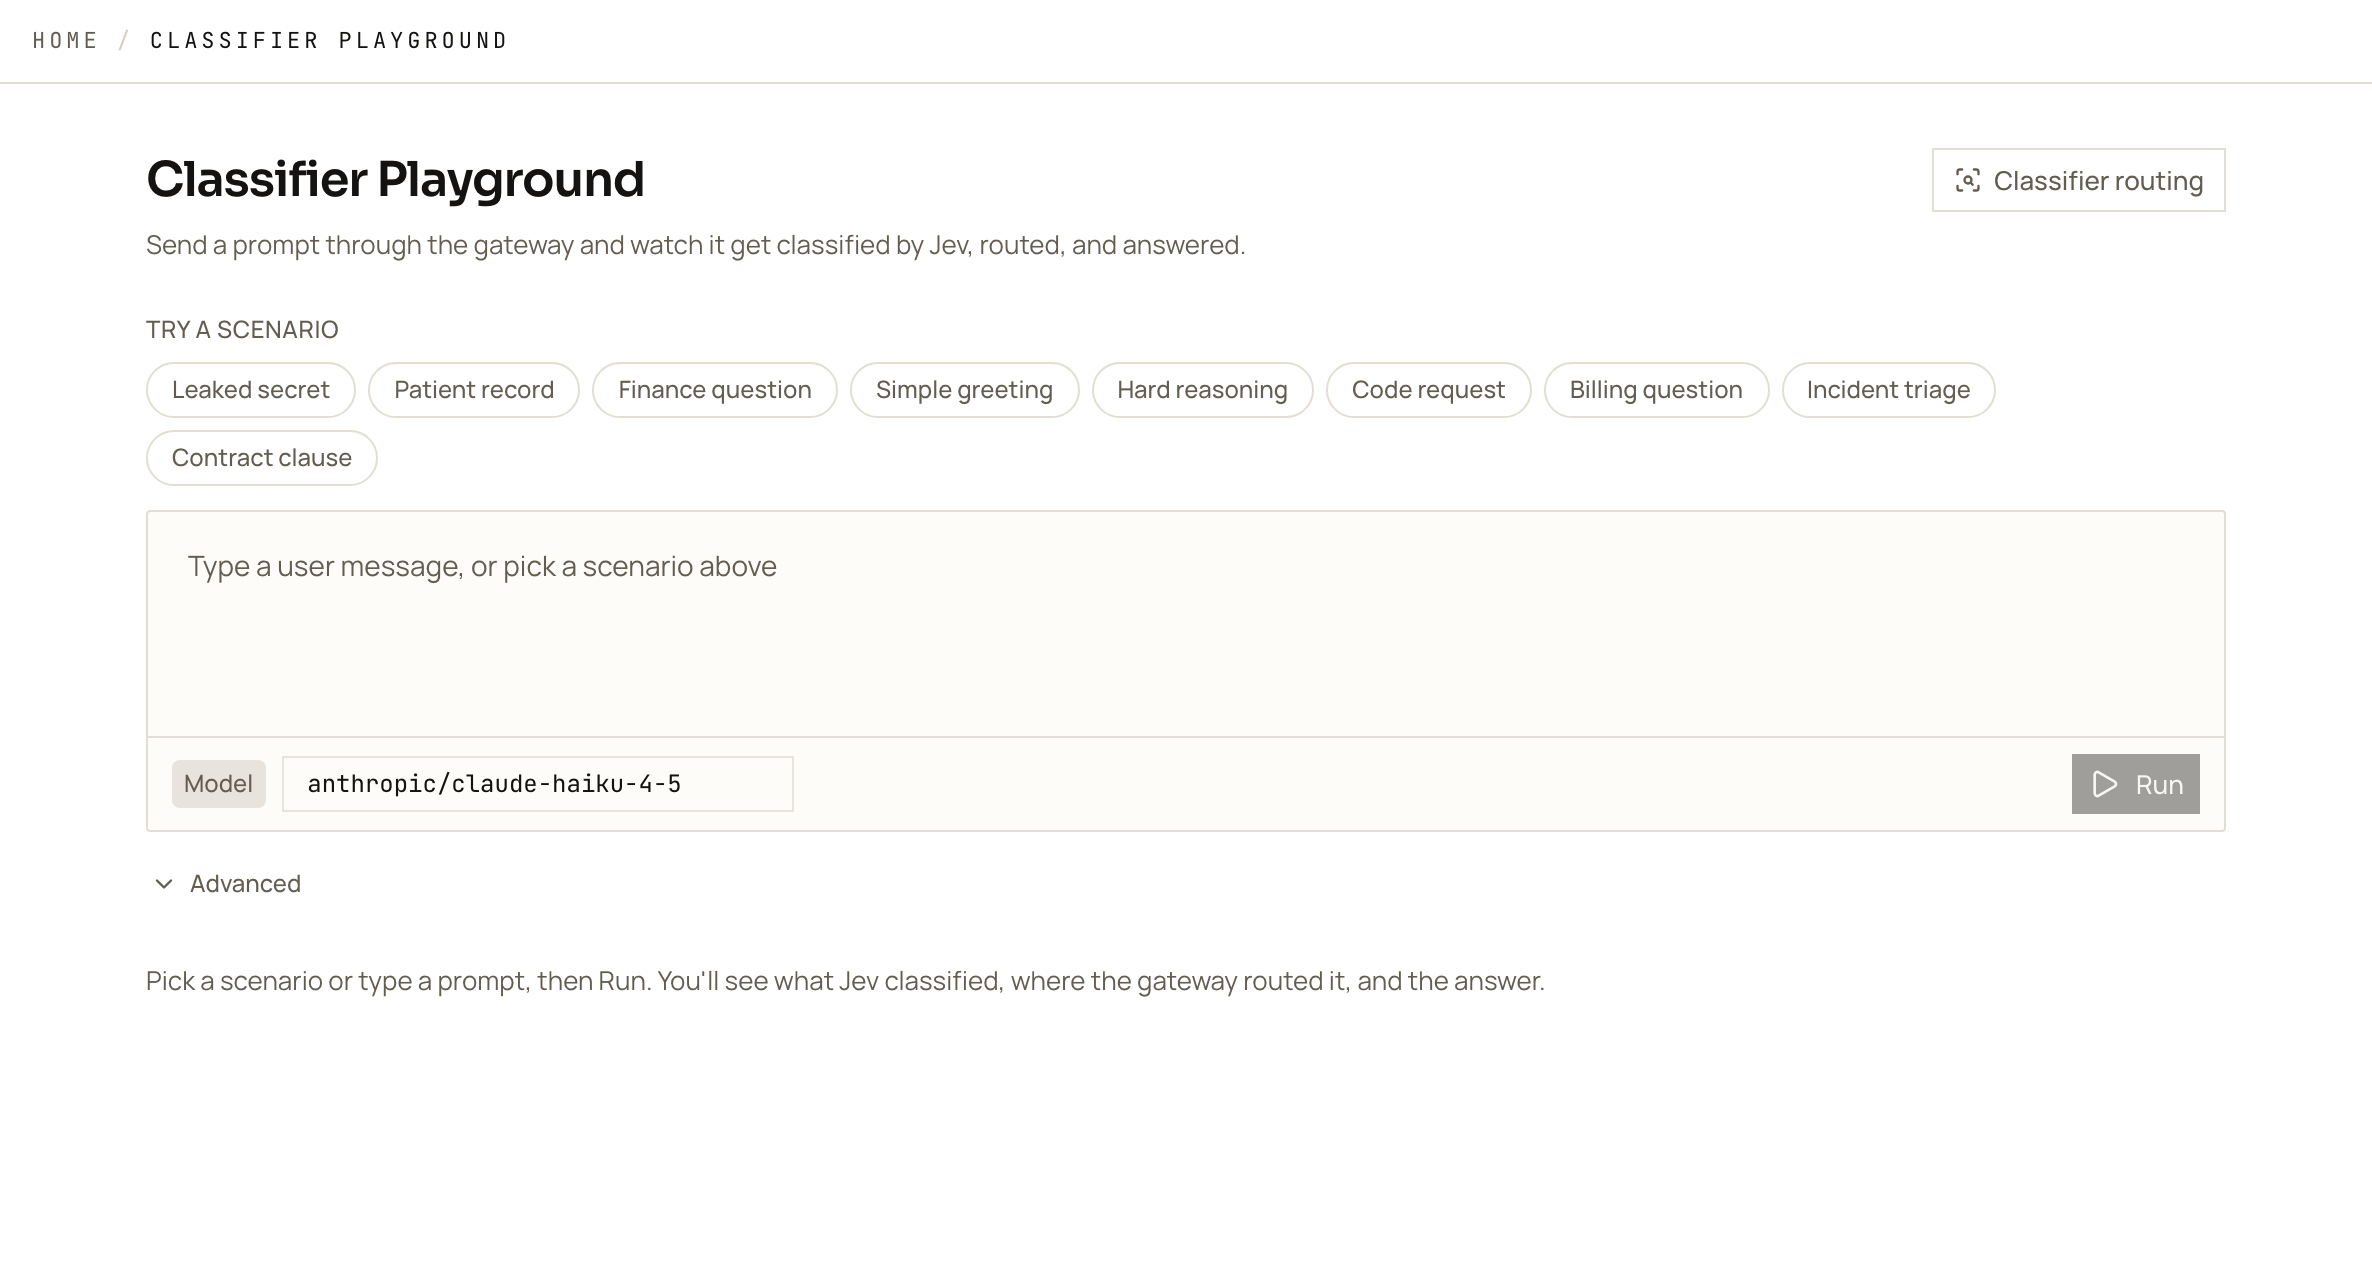 HOME / CLASSIFIER PLAYGROUND
Classifier Playground
Classifier routing
Send a prompt through the gateway and watch it get classified by Jev, routed, and answered.
TRY A SCENARIO
Leaked secret Patient record Finance question Simple greeting Hard reasoning Code request Billing question Incident triage
Contract clause
Type a user message, or pick a scenario above
Model anthropic/claude-haiku-4-5 Run
Advanced
Pick a scenario or type a prompt, then Run. You'll see what Jev classified, where the gateway routed it, and the answer.